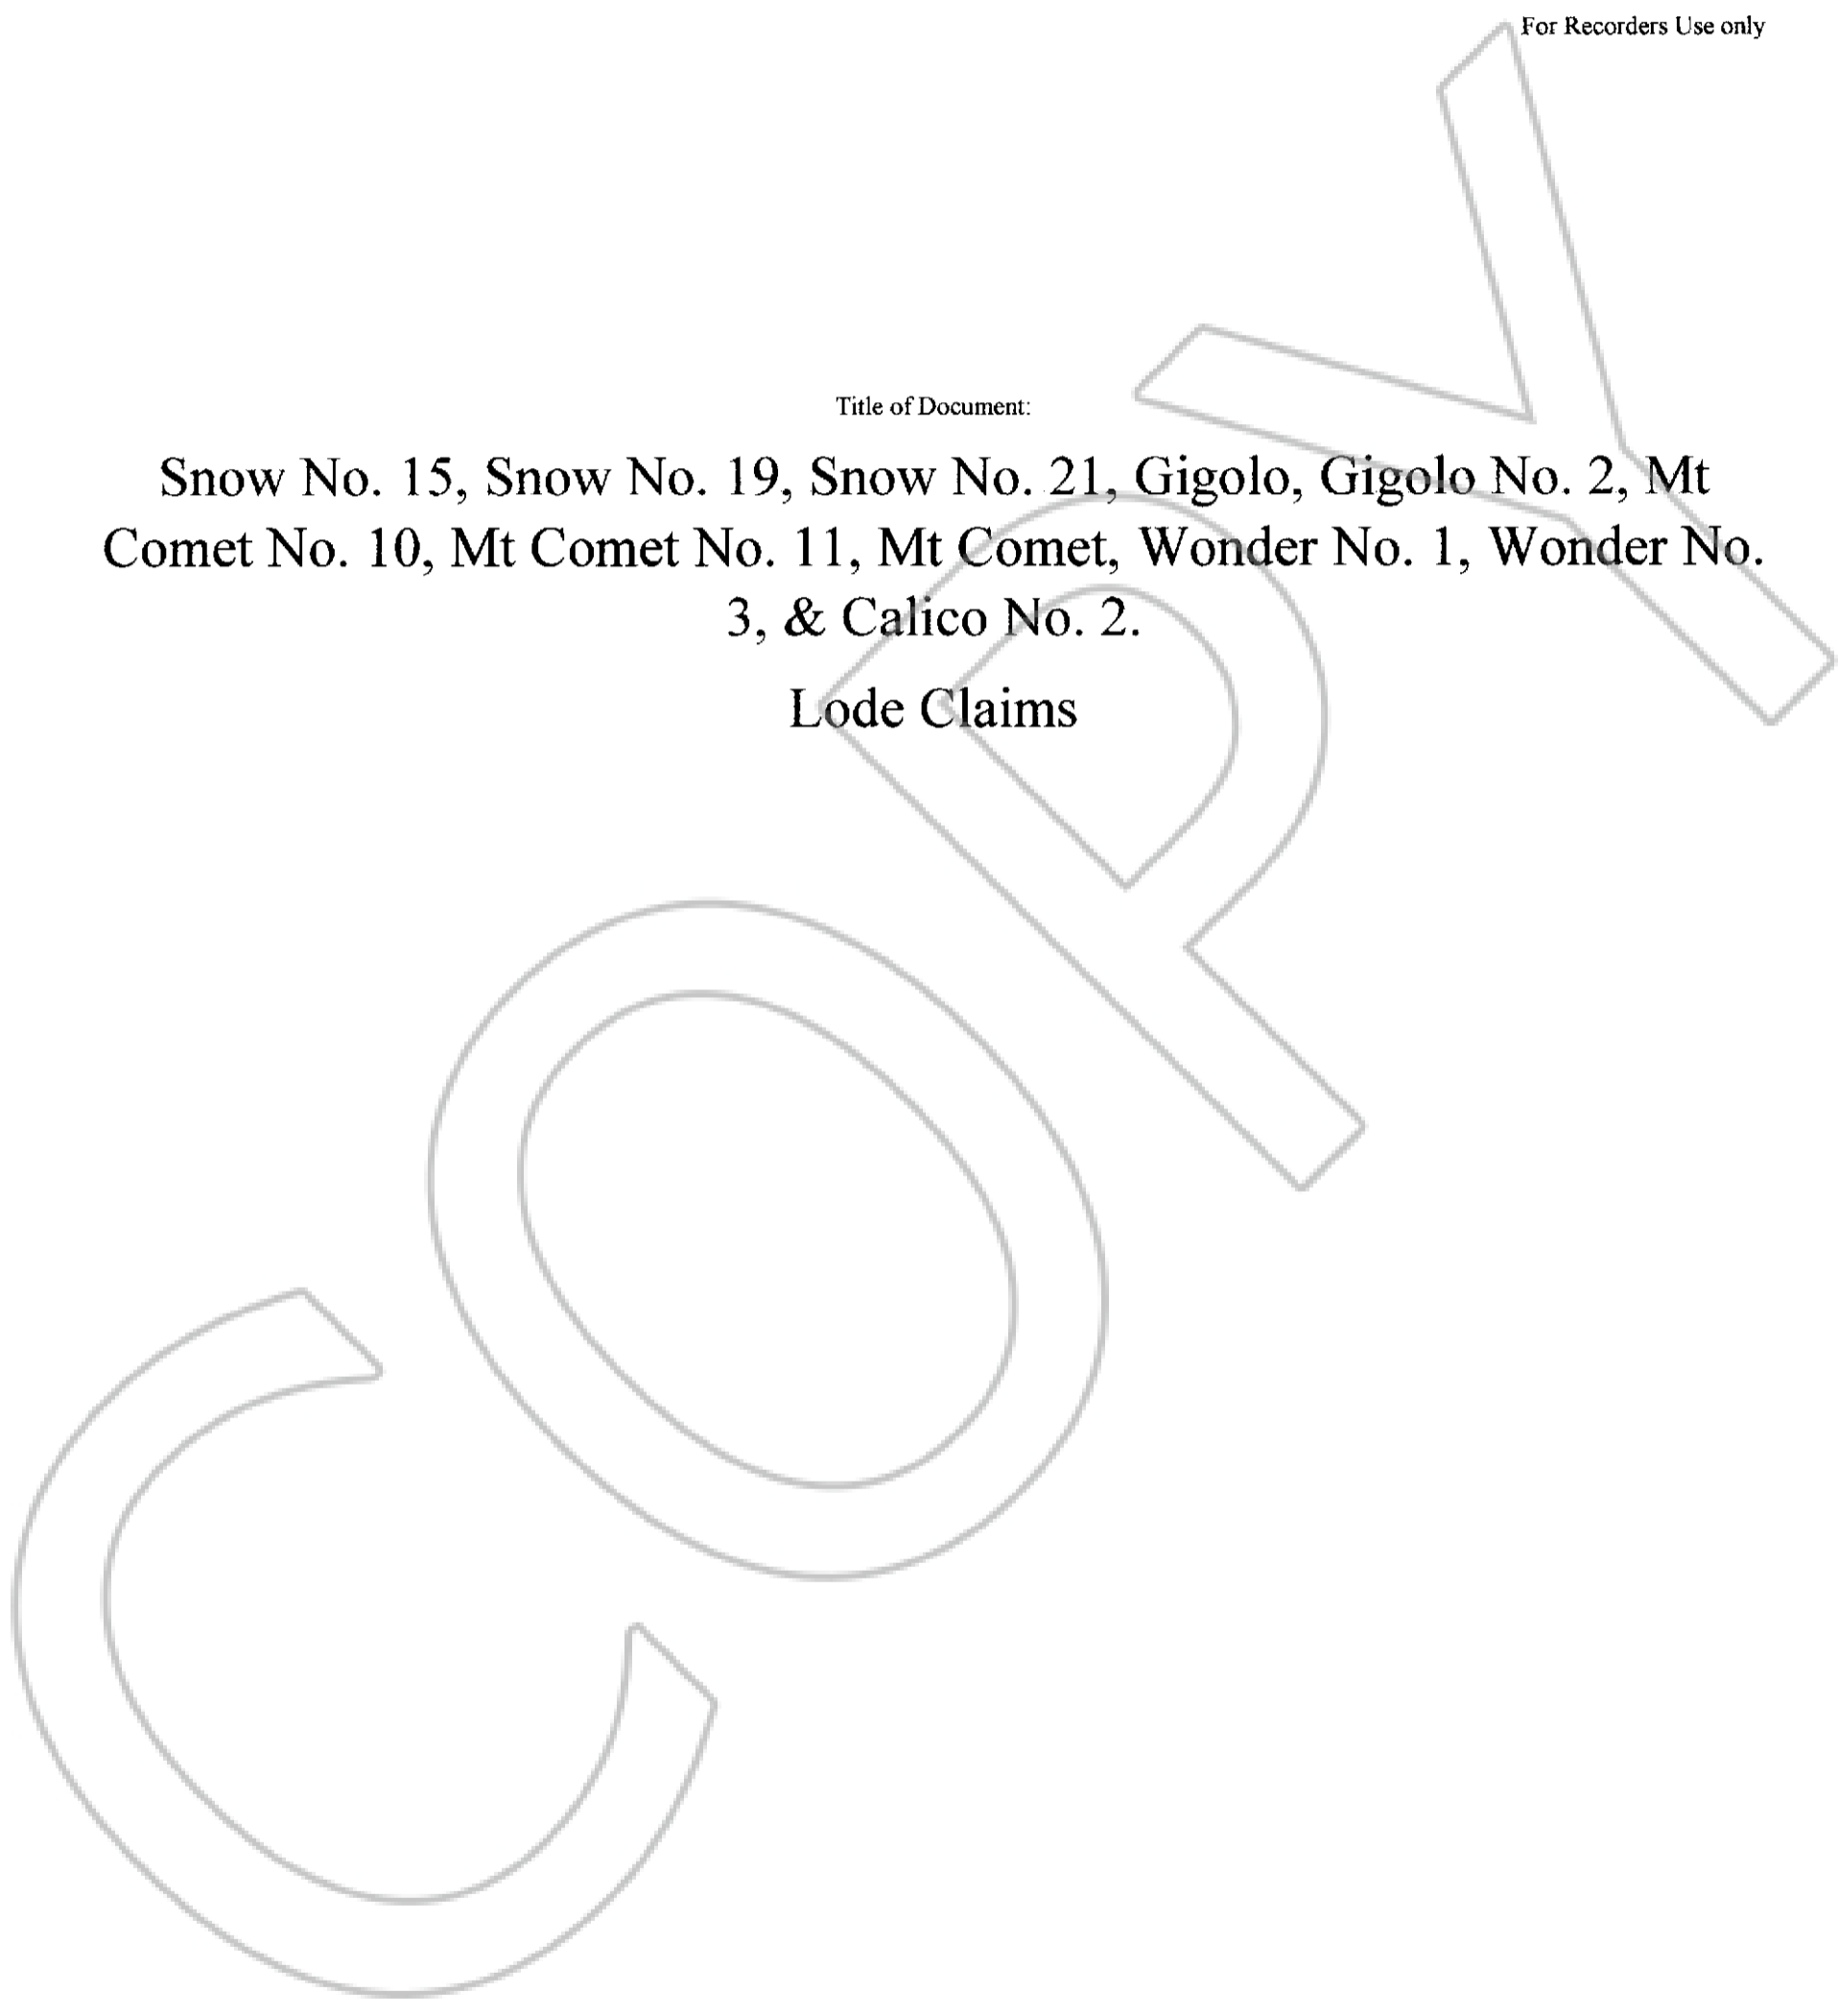 For Recorders Use only
Title of Document:
Snow No. 15, Snow No. 19, Snow No. 21, Gigolo, Gigolo No. 2, Mt
Comet No. 10, Mt Comet No. 11, Mt Comet, Wonder No. 1, Wonder No.
3, & Calico No. 2.
Lode Claims
COPY